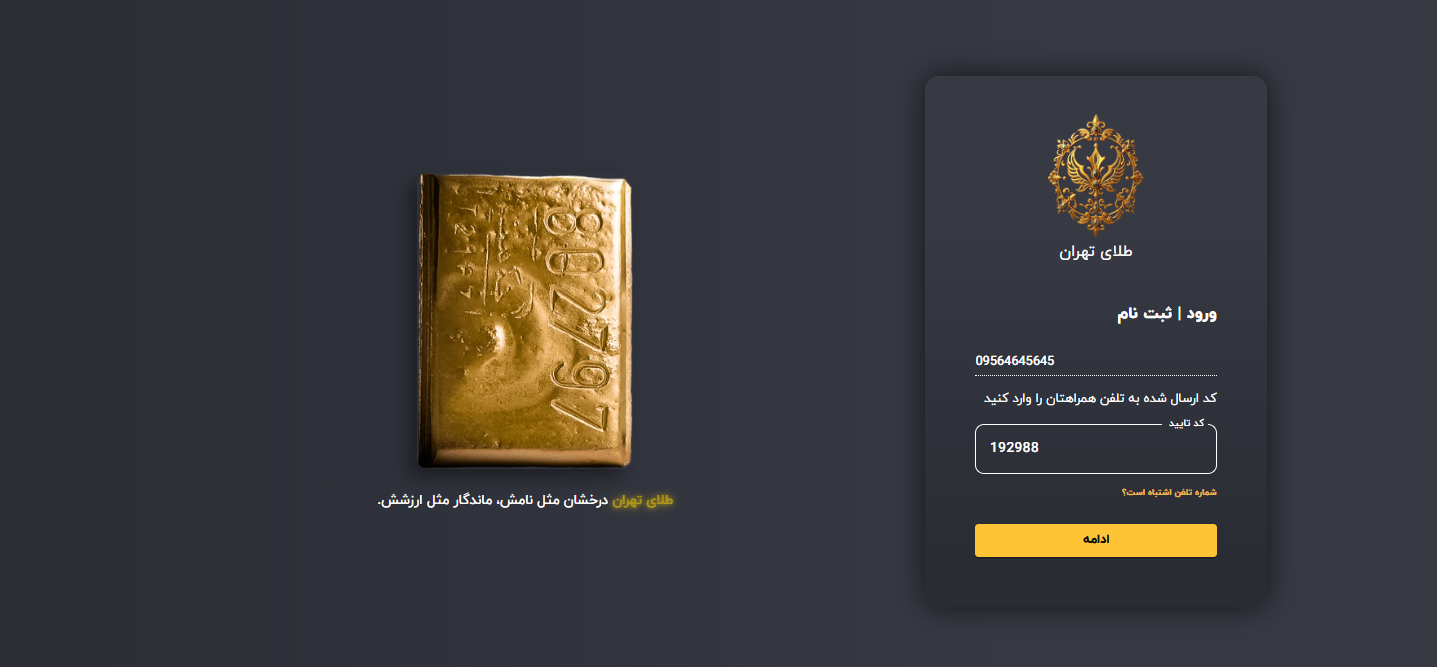 طلای تهران
ورود | ثبت نام
09564645645
کد ارسال شده به تلفن همراهتان را وارد کنید
کد تایید
192988
شماره تلفن اشتباه است؟
ادامه
802797
طلای تهران درخشان مثل نامش، ماندگار مثل ارزشش.